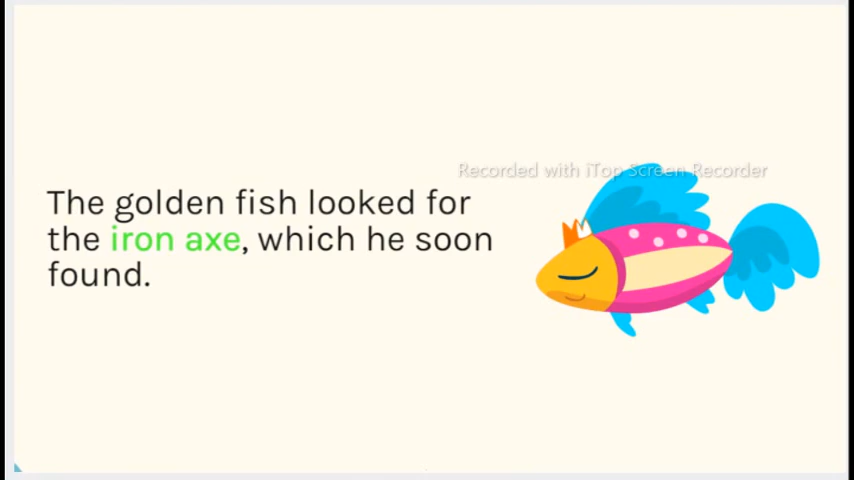 Recorded with iTop Screen Recorder
The golden fish looked for
the iron axe, which he soon
found.